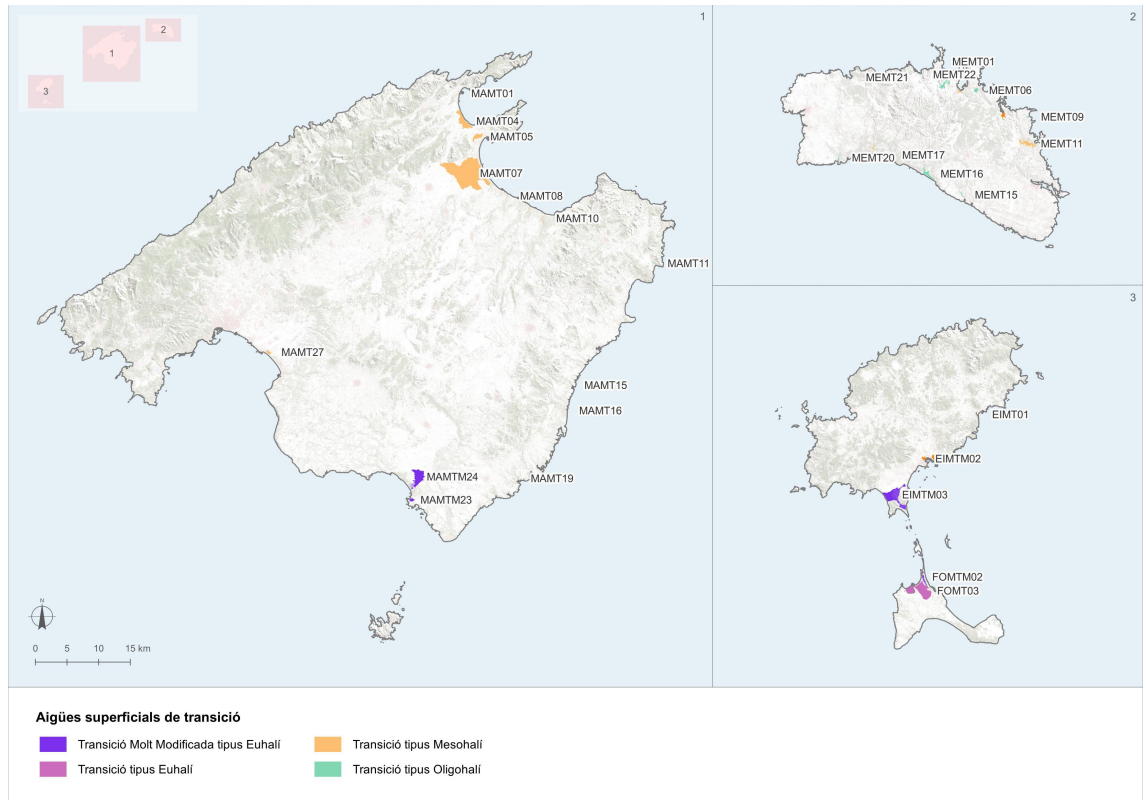 1
2
3
1
2
3
MAMT01
MAMT04
MAMT05
MAMT07
MAMT08
MAMT10
MAMT11
MAMT27
MAMT15
MAMT16
MAMTM24
MAMT19
MAMTM23
N
0 5 10 15 km
MEMT01
MEMT21
MEMT22
MEMT06
MEMT09
MEMT11
MEMT20
MEMT17
MEMT16
MEMT15
EIMT01
EIMTM02
EIMTM03
FOMTM02
FOMT03
Aigües superficials de transició
Transició Molt Modificada tipus Euhalí
Transició tipus Mesohalí
Transició tipus Euhalí
Transició tipus Oligohalí